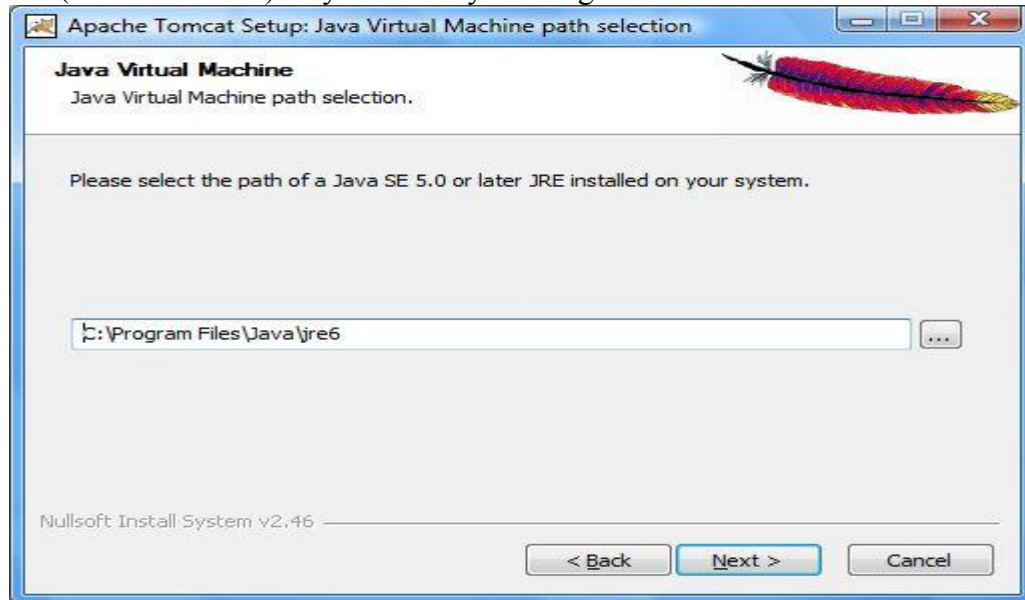 Apache Tomcat Setup: Java Virtual Machine path selection
Java Virtual Machine
Java Virtual Machine path selection.
Please select the path of a Java SE 5.0 or later JRE installed on your system.
C:\Program Files\Java\jre6
...
Nullsoft Install System v2.46
< Back
Next >
Cancel